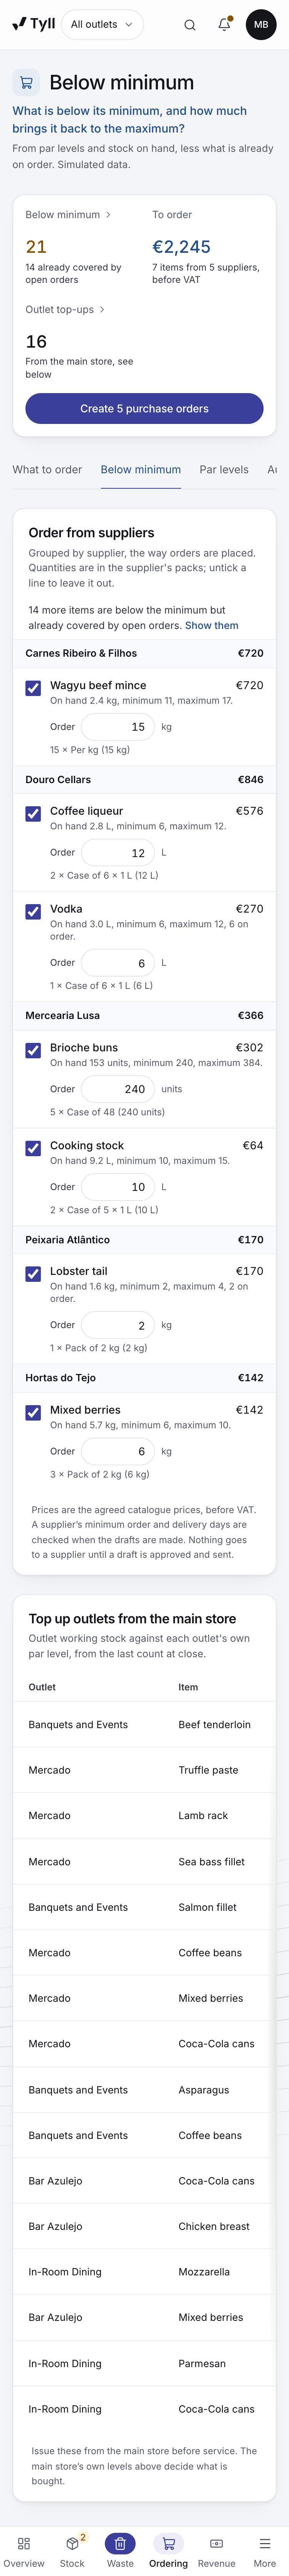 Tyll All outlets MB
Below minimum
What is below its minimum, and how much
brings it back to the maximum?
From par levels and stock on hand, less what is already
on order. Simulated data.
Below minimum To order
21 €2,245
14 already covered by 7 items from 5 suppliers,
open orders before VAT
Outlet top-ups
16
From the main store, see
below
Create 5 purchase orders
What to order Below minimum Par levels
Order from suppliers
Grouped by supplier, the way orders are placed.
Quantities are in the supplier's packs; untick a
line to leave it out.
14 more items are below the minimum but
already covered by open orders. Show them
Carnes Ribeiro & Filhos €720
Wagyu beef mince €720
On hand 2.4 kg, minimum 11, maximum 17.
Order 15 kg
15 × Per kg (15 kg)
Douro Cellars €846
Coffee liqueur €576
On hand 2.8 L, minimum 6, maximum 12.
Order 12 L
2 × Case of 6 × 1 L (12 L)
Vodka €270
On hand 3.0 L, minimum 6, maximum 12, 6 on
order.
Order 6 L
1 × Case of 6 × 1 L (6 L)
Mercearia Lusa €366
Brioche buns €302
On hand 153 units, minimum 240, maximum 384.
Order 240 units
5 × Case of 48 (240 units)
Cooking stock €64
On hand 9.2 L, minimum 10, maximum 15.
Order 10 L
2 × Case of 5 × 1 L (10 L)
Peixaria Atlântico €170
Lobster tail €170
On hand 1.6 kg, minimum 2, maximum 4, 2 on
order.
Order 2 kg
1 × Pack of 2 kg (2 kg)
Hortas do Tejo €142
Mixed berries €142
On hand 5.7 kg, minimum 6, maximum 10.
Order 6 kg
3 × Pack of 2 kg (6 kg)
Prices are the agreed catalogue prices, before VAT.
A supplier's minimum order and delivery days are
checked when the drafts are made. Nothing goes
to a supplier until a draft is approved and sent.
Top up outlets from the main store
Outlet working stock against each outlet's own
par level, from the last count at close.
Outlet Item
Banquets and Events Beef tenderloin
Mercado Truffle paste
Mercado Lamb rack
Mercado Sea bass fillet
Banquets and Events Salmon fillet
Mercado Coffee beans
Mercado Mixed berries
Mercado Coca-Cola cans
Banquets and Events Asparagus
Banquets and Events Coffee beans
Bar Azulejo Coca-Cola cans
Bar Azulejo Chicken breast
In-Room Dining Mozzarella
Bar Azulejo Mixed berries
In-Room Dining Parmesan
In-Room Dining Coca-Cola cans
Issue these from the main store before service. The
main store's own levels above decide what is
bought.
2
Overview Stock Waste Ordering Revenue More